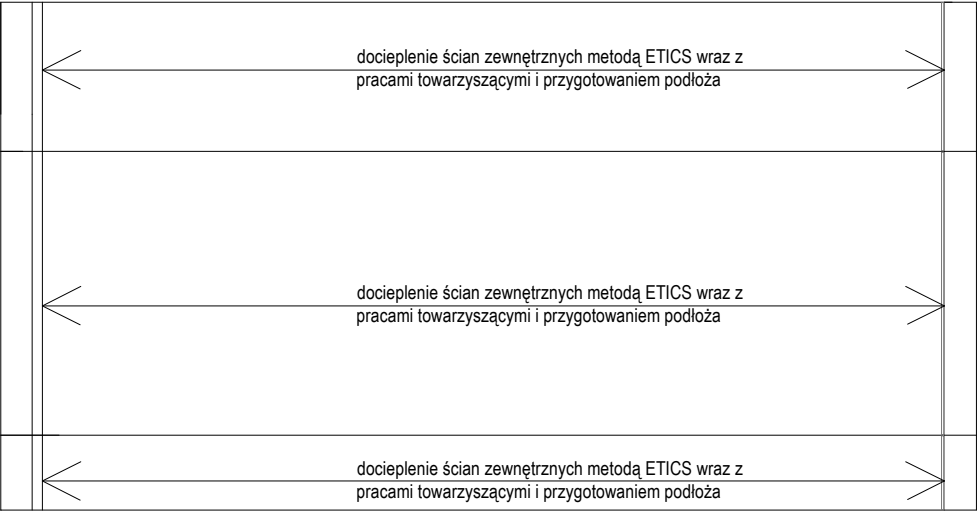 docieplenie ścian zewnętrznych metodą ETICS wraz z
pracami towarzyszącymi i przygotowaniem podłoża
docieplenie ścian zewnętrznych metodą ETICS wraz z
pracami towarzyszącymi i przygotowaniem podłoża
docieplenie ścian zewnętrznych metodą ETICS wraz z
pracami towarzyszącymi i przygotowaniem podłoża